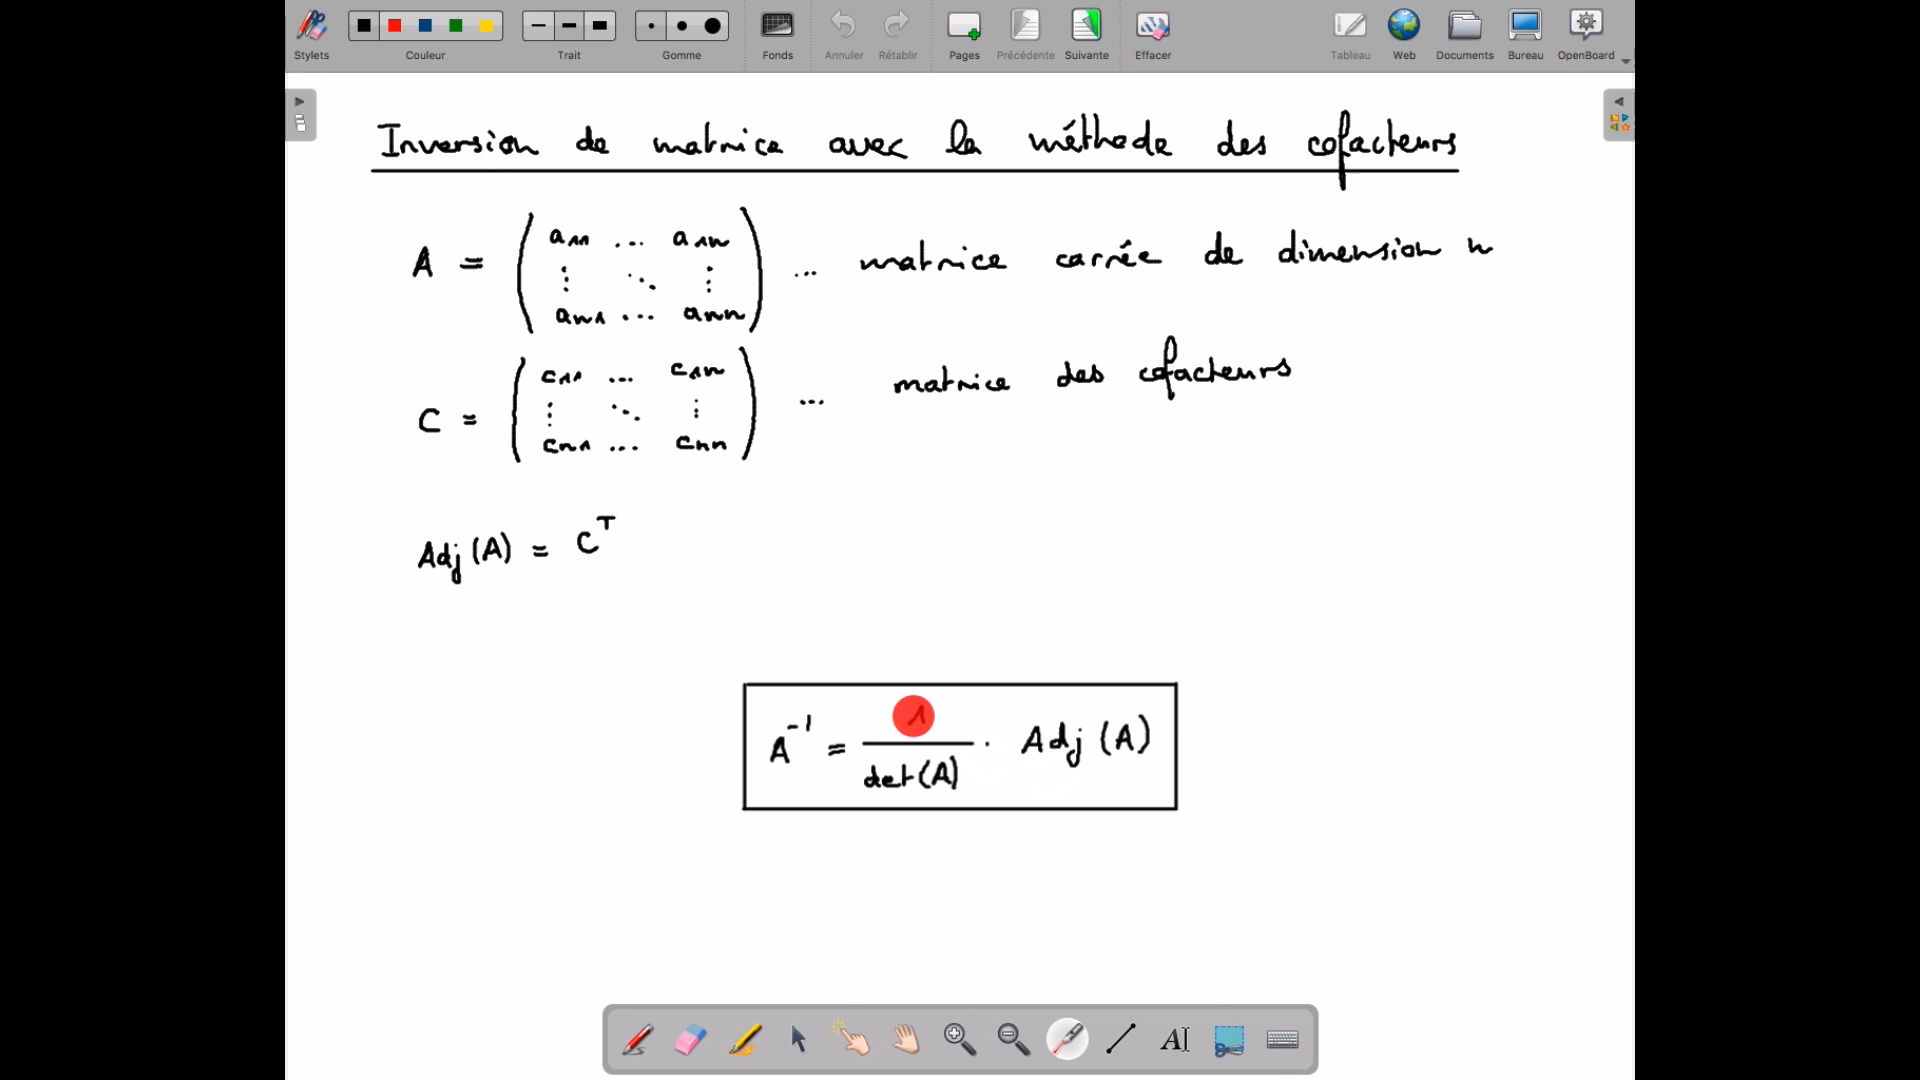 Stylets Couleur Trait Gomme Fonds Annuler Rétablir Pages Précédente Suivante Effacer Tableau Web Documents Bureau OpenBoard
Inversion de matrice avec la méthode des cofacteurs
a11 ... a1n
A = ( ⋮ ⋱ ⋮ ) ... matrice carrée de dimension n
an1 ... ann
c11 ... c1n
C = ( ⋮ ⋱ ⋮ ) ... matrice des cofacteurs
cn1 ... cnn
Adj(A) = C^T
A^-1 = 1/det(A) · Adj(A)
AI